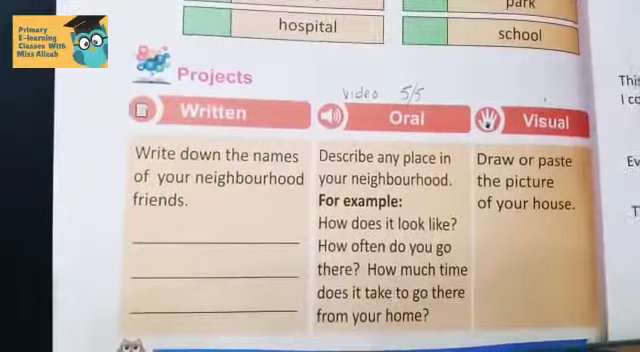 Primary
E-learning
Classes With
Miss Alizah
park
hospital
school
Projects
video 5/5
Written
Oral
Visual
Write down the names
of your neighbourhood
friends.
Describe any place in
your neighbourhood.
For example:
How does it look like?
How often do you go
there? How much time
does it take to go there
from your home?
Draw or paste
the picture
of your house.
This
I co
Ev
T